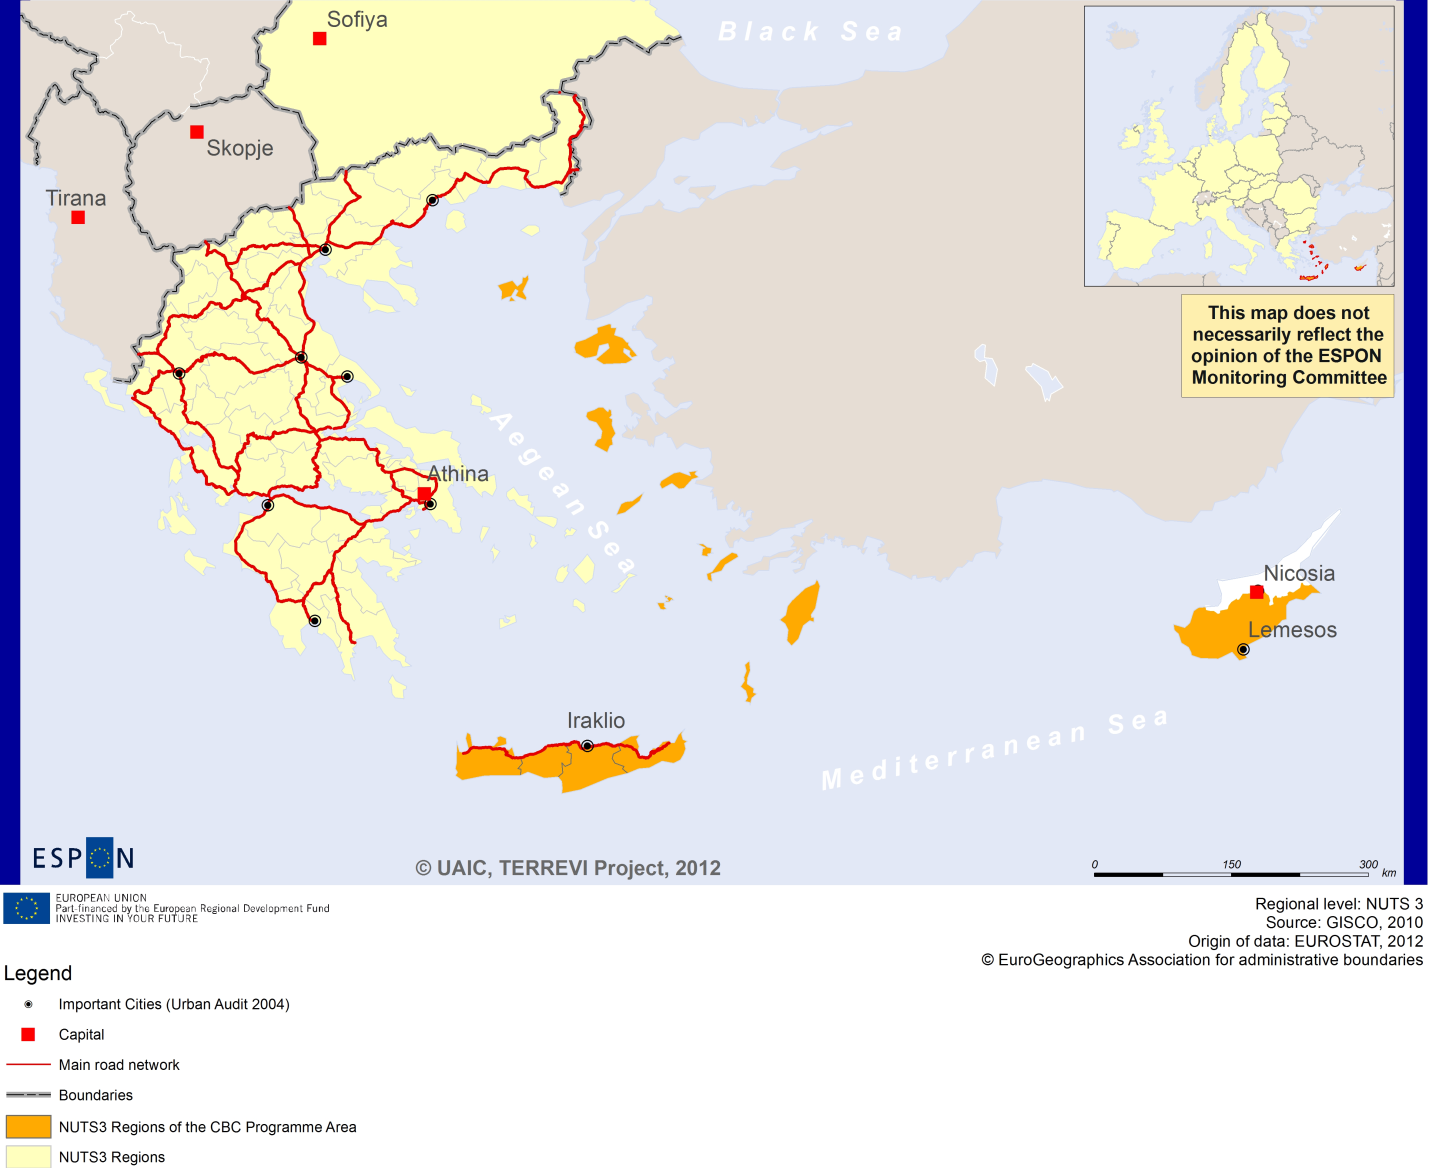 Sofiya
Black Sea
Skopje
Tirana
This map does not
necessarily reflect the
opinion of the ESPON
Monitoring Committee
Aegean Sea
Athina
Nicosia
Lemesos
Iraklio
Mediterranean Sea
ESPON
© UAIC, TERREVI Project, 2012
0 150 300
km
EUROPEAN UNION
Part-financed by the European Regional Development Fund
INVESTING IN YOUR FUTURE
Regional level: NUTS 3
Source: GISCO, 2010
Origin of data: EUROSTAT, 2012
© EuroGeographics Association for administrative boundaries
Legend
Important Cities (Urban Audit 2004)
Capital
Main road network
Boundaries
NUTS3 Regions of the CBC Programme Area
NUTS3 Regions